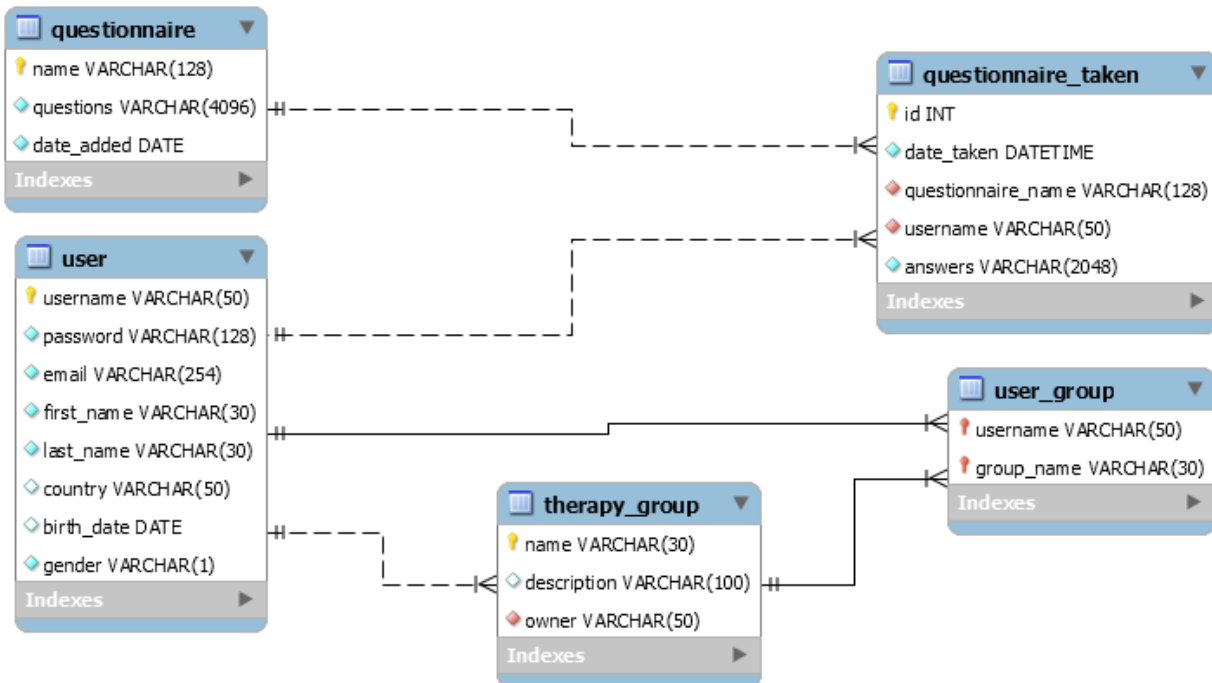 questionnaire
name VARCHAR(128)
questions VARCHAR(4096)
date_added DATE
Indexes
questionnaire_taken
id INT
date_taken DATETIME
questionnaire_name VARCHAR(128)
username VARCHAR(50)
answers VARCHAR(2048)
Indexes
user
username VARCHAR(50)
password VARCHAR(128)
email VARCHAR(254)
first_name VARCHAR(30)
last_name VARCHAR(30)
country VARCHAR(50)
birth_date DATE
gender VARCHAR(1)
Indexes
user_group
username VARCHAR(50)
group_name VARCHAR(30)
Indexes
therapy_group
name VARCHAR(30)
description VARCHAR(100)
owner VARCHAR(50)
Indexes